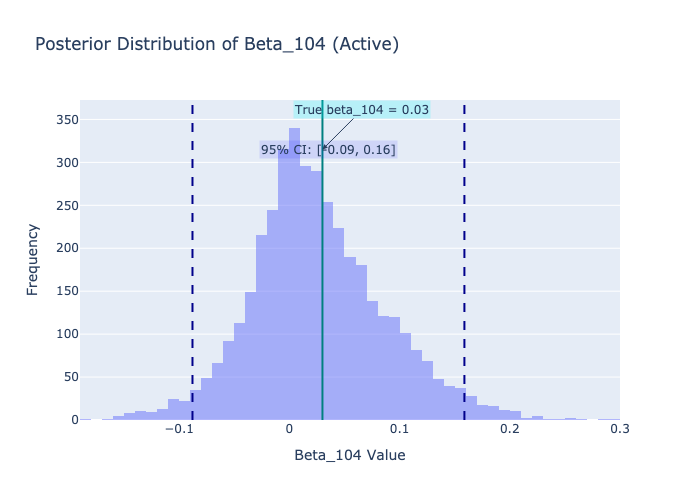 Posterior Distribution of Beta_104 (Active)
True beta_104 = 0.03
95% CI: [-0.09, 0.16]
350
300
250
200
150
100
50
0
Frequency
−0.1
0
0.1
0.2
0.3
Beta_104 Value